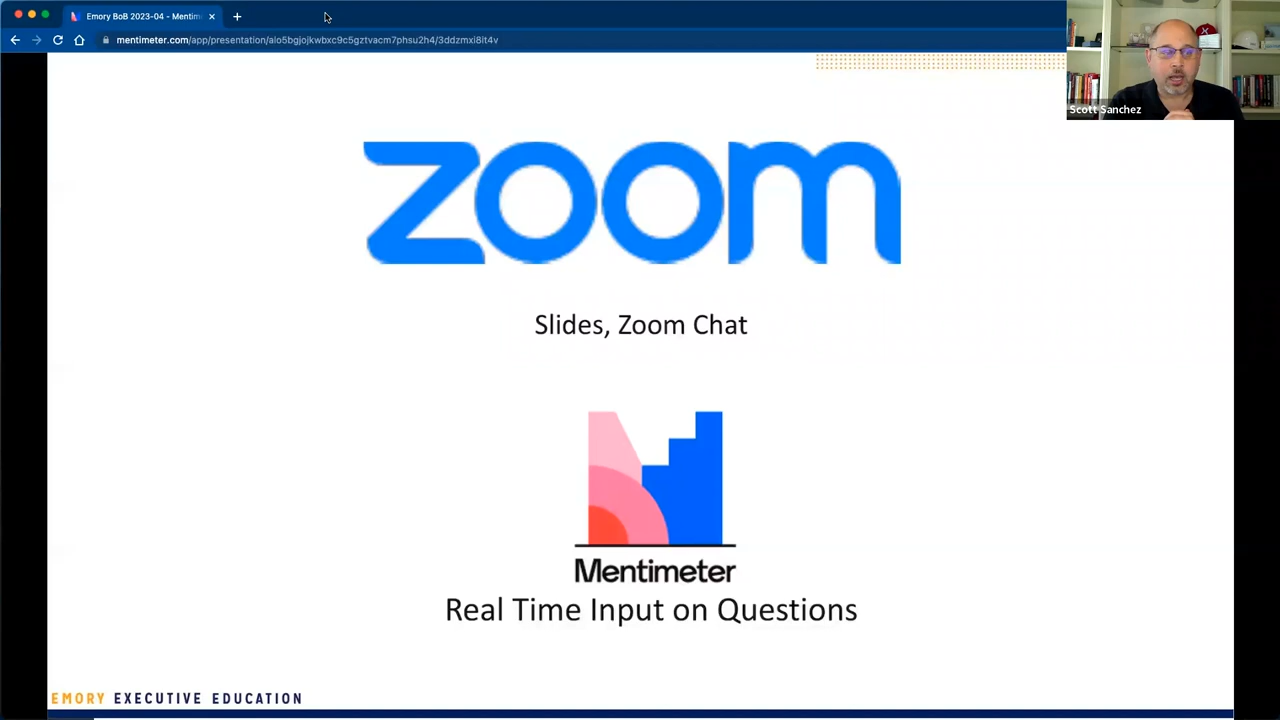 Emory BoB 2023-04 - Mentim
mentimeter.com/app/presentation/alo5bgjojkwbxc9c5gztvacm7phsu2h4/3ddzmxi8it4v
Scott Sanchez
zoom
Slides, Zoom Chat
Mentimeter
Real Time Input on Questions
EMORY EXECUTIVE EDUCATION